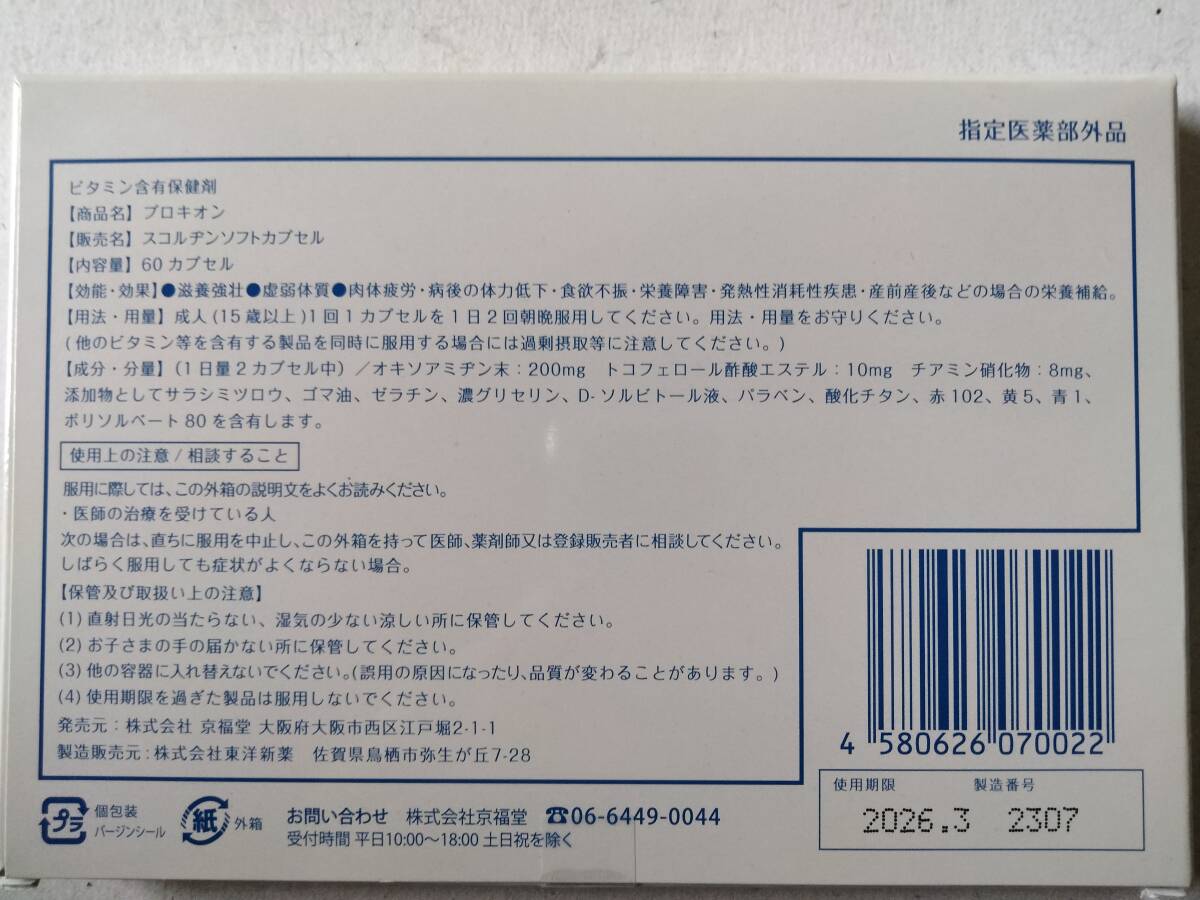 指定医薬部外品
ビタミン含有保健剤
【商品名】プロキオン
【販売名】スコルヂンソフトカプセル
【内容量】60カプセル
【効能・効果】●滋養強壮●虚弱体質●肉体疲労・病後の体力低下・食欲不振・栄養障害・発熱性消耗性疾患・産前産後などの場合の栄養補給。
【用法・用量】成人(15歳以上)1回1カプセルを1日2回朝晩服用してください。用法・用量をお守りください。
(他のビタミン等を含有する製品を同時に服用する場合には過剰摂取等に注意してください。)
【成分・分量】(1日量2カプセル中)／オキソアミヂン末：200mg トコフェロール酢酸エステル：10mg チアミン硝化物：8mg、
添加物としてサラシミツロウ、ゴマ油、ゼラチン、濃グリセリン、D-ソルビトール液、パラベン、酸化チタン、赤102、黄5、青1、
ポリソルベート80を含有します。
使用上の注意/相談すること
服用に際しては、この外箱の説明文をよくお読みください。
・医師の治療を受けている人
次の場合は、直ちに服用を中止し、この外箱を持って医師、薬剤師又は登録販売者に相談してください。
しばらく服用しても症状がよくならない場合。
【保管及び取扱い上の注意】
(1)直射日光の当たらない、湿気の少ない涼しい所に保管してください。
(2)お子さまの手の届かない所に保管してください。
(3)他の容器に入れ替えないでください。(誤用の原因になったり、品質が変わることがあります。)
(4)使用期限を過ぎた製品は服用しないでください。
発売元：株式会社 京福堂 大阪府大阪市西区江戸堀2-1-1
製造販売元：株式会社東洋新薬 佐賀県鳥栖市弥生が丘7-28
4 580626 070022
使用期限 製造番号
2026.3 2307
プラ 個包装
バージンシール
紙 外箱
お問い合わせ 株式会社京福堂 ☎06-6449-0044
受付時間 平日10:00～18:00 土日祝を除く